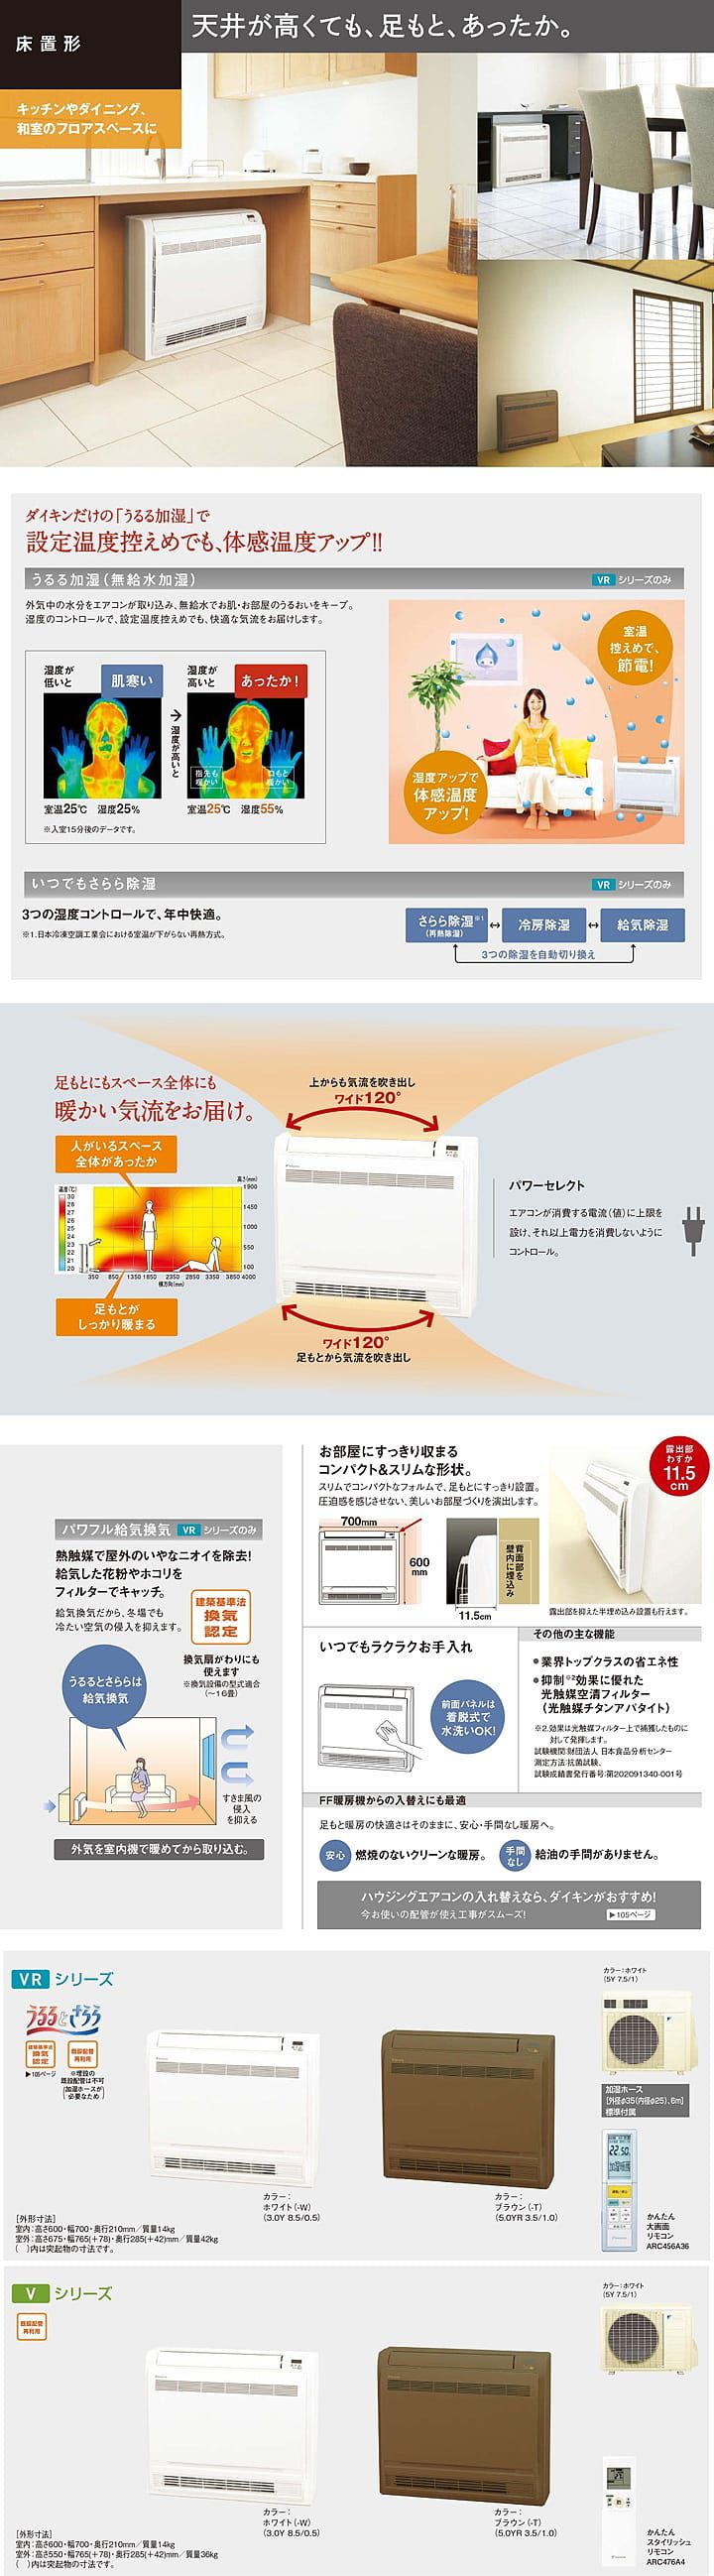 床置形
天井が高くても、足もと、あったか。
キッチンやダイニング、
和室のフロアスペースに
ダイキンだけの「うるる加湿」で
設定温度控えめでも、体感温度アップ!!
うるる加湿(無給水加湿)
VR シリーズのみ
外気中の水分をエアコンが取り込み、無給水でお肌・お部屋のうるおいをキープ。
湿度のコントロールで、設定温度控えめでも、快適な気流をお届けします。
湿度が
低いと
肌寒い
湿度が高いと
湿度が
高いと
あったか!
指先も
暖かい
口もと
暖かい
室温25℃ 湿度25%
室温25℃ 湿度55%
※入室15分後のデータです。
室温
控えめで、
節電!
湿度アップで
体感温度
アップ!
いつでもさらら除湿
VR シリーズのみ
3つの湿度コントロールで、年中快適。
※1.日本冷凍空調工業会における室温が下がらない再熱方式。
さらら除湿※1
(再熱除湿)
冷房除湿
給気除湿
3つの除湿を自動切り換え
足もとにもスペース全体にも
暖かい気流をお届け。
上からも気流を吹き出し
ワイド120°
人がいるスペース
全体があったか
温度(℃)
30
28
27
26
25
24
23
22
21
20
高さ(mm)
1900
1450
1000
550
100
350 850 1350 1850 2350 2850 3350 3850 4000
横方向(mm)
足もとが
しっかり暖まる
ワイド120°
足もとから気流を吹き出し
パワーセレクト
エアコンが消費する電流(値)に上限を
設け、それ以上電力を消費しないように
コントロール。
パワフル給気換気 VR シリーズのみ
熱触媒で屋外のいやなニオイを除去!
給気した花粉やホコリを
フィルターでキャッチ。
給気換気だから、冬場でも
冷たい空気の侵入を抑えます。
建築基準法
換気
認定
換気扇がわりにも
使えます
※換気設備の型式適合
(～16畳)
うるるとさららは
給気換気
すきま風の
侵入
を抑える
外気を室内機で暖めてから取り込む。
お部屋にすっきり収まる
コンパクト&スリムな形状。
スリムでコンパクトなフォルムで、足もとにすっきり設置。
圧迫感を感じさせない、美しいお部屋づくりを演出します。
700mm
600
mm
背面部を
壁内に埋込み
11.5cm
露出部
わずか
11.5
cm
露出部を抑えた半埋め込み設置も行えます。
いつでもラクラクお手入れ
前面パネルは
着脱式で
水洗いOK!
その他の主な機能
●業界トップクラスの省エネ性
●抑制※2効果に優れた
光触媒空清フィルター
(光触媒チタンアパタイト)
※2.効果は光触媒フィルター上で捕獲したものに
対して発揮します。
試験機関:財団法人 日本食品分析センター
測定方法:抗菌試験、
試験成績書発行番号:第202091340-001号
FF暖房機からの入替えにも最適
足もと暖房の快適さはそのままに、安心・手間なし暖房へ。
安心 燃焼のないクリーンな暖房。
手間
なし
給油の手間がありません。
ハウジングエアコンの入れ替えなら、ダイキンがおすすめ!
今お使いの配管が使え工事がスムーズ!
▶105ページ
VR シリーズ
うるるとさらら
建築基準法
換気
認定
既設配管
再利用
▶105ページ
※埋設の
既設配管は不可
(加湿ホースが
必要なため)
カラー:
ホワイト(-W)
(3.0Y 8.5/0.5)
カラー:
ブラウン(-T)
(5.0YR 3.5/1.0)
カラー:ホワイト
(5Y 7.5/1)
加湿ホース
[外径φ35(内径φ25)、6m]
標準付属
かんたん
大画面
リモコン
ARC456A36
[外形寸法]
室内:高さ600・幅700・奥行210mm/質量14kg
室外:高さ675・幅765(+78)・奥行285(+42)mm/質量42kg
( )内は突起物の寸法です。
V シリーズ
既設配管
再利用
カラー:
ホワイト(-W)
(3.0Y 8.5/0.5)
カラー:
ブラウン(-T)
(5.0YR 3.5/1.0)
カラー:ホワイト
(5Y 7.5/1)
かんたん
スタイリッシュ
リモコン
ARC476A4
[外形寸法]
室内:高さ600・幅700・奥行210mm/質量14kg
室外:高さ550・幅765(+78)・奥行285(+42)mm/質量36kg
( )内は突起物の寸法です。